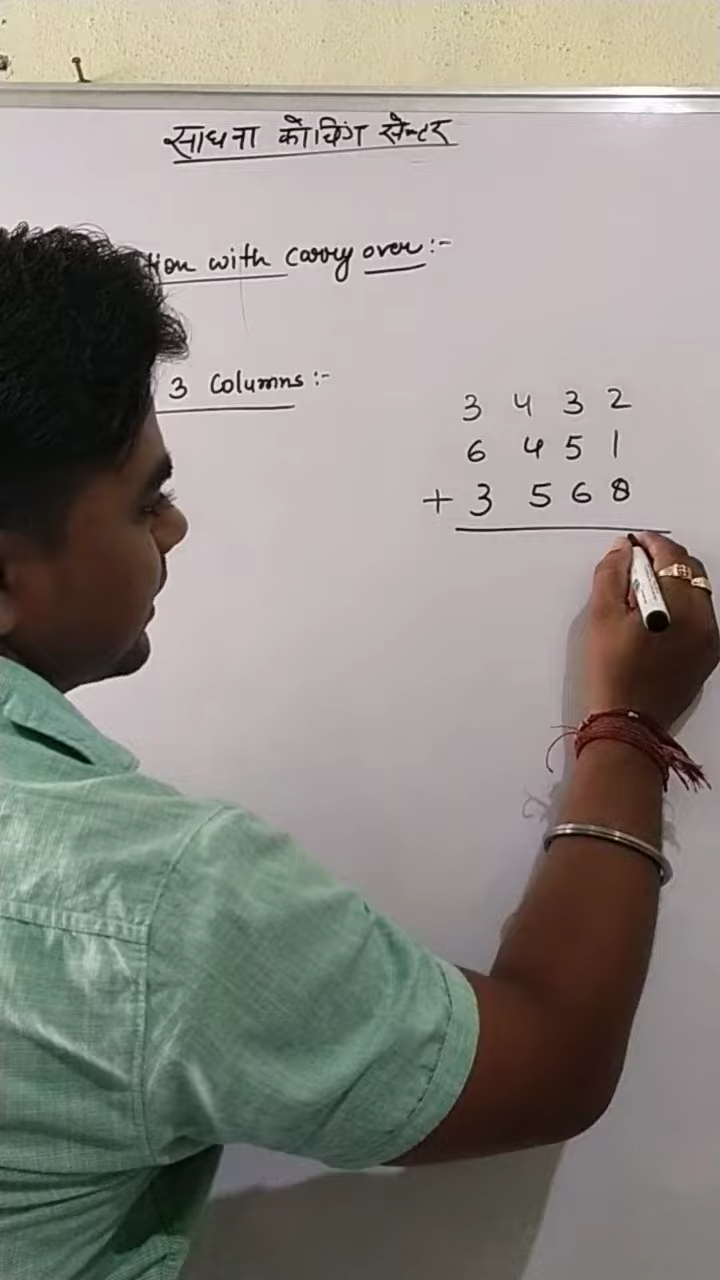 साधना कोचिंग सेन्टर
with carry over:-
3 Columns:-
3 4 3 2
6 4 5 1
+ 3 5 6 8